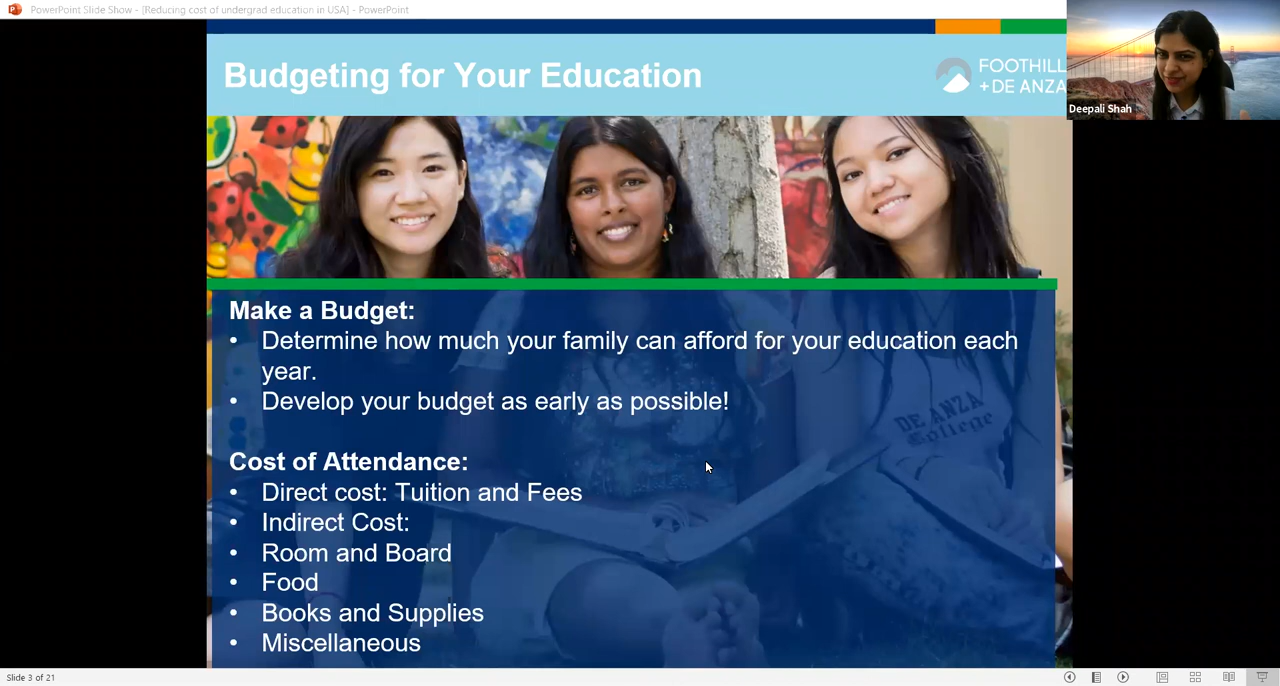 PowerPoint Slide Show - [Reducing cost of undergrad education in USA] - PowerPoint
Budgeting for Your Education
FOOTHILL
+DE ANZA
Deepali Shah
Make a Budget:
• Determine how much your family can afford for your education each
year.
• Develop your budget as early as possible!
DE ANZA
College
Cost of Attendance:
• Direct cost: Tuition and Fees
• Indirect Cost:
• Room and Board
• Food
• Books and Supplies
• Miscellaneous
Slide 3 of 21